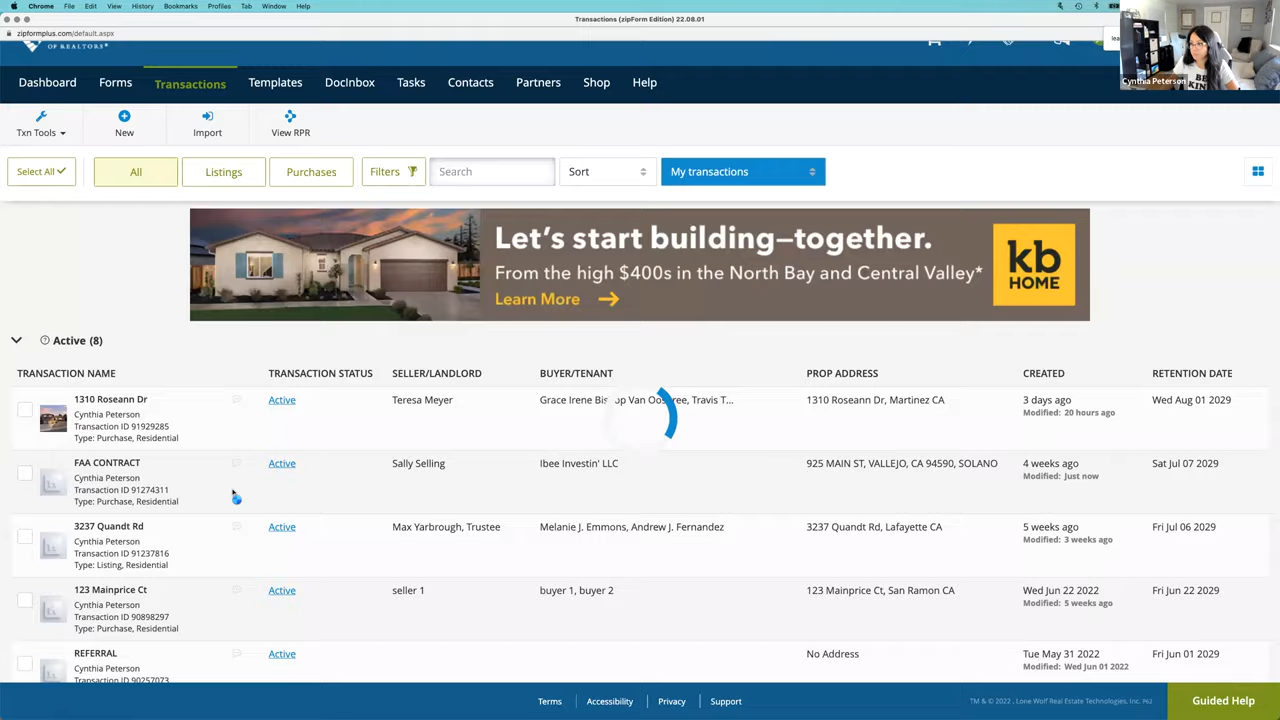 Chrome File Edit View History Bookmarks Profiles Tab Window Help
Transactions (zipForm Edition) 22.08.01
zipformplus.com/default.aspx
OF REALTORS®
Cynthia Peterson
Dashboard Forms Transactions Templates DocInbox Tasks Contacts Partners Shop Help
Txn Tools New Import View RPR
Select All All Listings Purchases Filters Search Sort My transactions
Let's start building—together.
From the high $400s in the North Bay and Central Valley*
Learn More
kb
HOME
Active (8)
TRANSACTION NAME TRANSACTION STATUS SELLER/LANDLORD BUYER/TENANT PROP ADDRESS CREATED RETENTION DATE
1310 Roseann Dr Active Teresa Meyer Grace Irene Bishop Van Oostree, Travis T... 1310 Roseann Dr, Martinez CA 3 days ago Wed Aug 01 2029
Cynthia Peterson Modified: 20 hours ago
Transaction ID 91929285
Type: Purchase, Residential
FAA CONTRACT Active Sally Selling Ibee Investin' LLC 925 MAIN ST, VALLEJO, CA 94590, SOLANO 4 weeks ago Sat Jul 07 2029
Cynthia Peterson Modified: Just now
Transaction ID 91274311
Type: Purchase, Residential
3237 Quandt Rd Active Max Yarbrough, Trustee Melanie J. Emmons, Andrew J. Fernandez 3237 Quandt Rd, Lafayette CA 5 weeks ago Fri Jul 06 2029
Cynthia Peterson Modified: 3 weeks ago
Transaction ID 91237816
Type: Listing, Residential
123 Mainprice Ct Active seller 1 buyer 1, buyer 2 123 Mainprice Ct, San Ramon CA Wed Jun 22 2022 Fri Jun 22 2029
Cynthia Peterson Modified: 5 weeks ago
Transaction ID 90898297
Type: Purchase, Residential
REFERRAL Active No Address Tue May 31 2022 Fri Jun 01 2029
Cynthia Peterson Modified: Wed Jun 01 2022
Transaction ID 90257073
Terms Accessibility Privacy Support TM & © 2022 , Lone Wolf Real Estate Technologies, Inc. P62 Guided Help